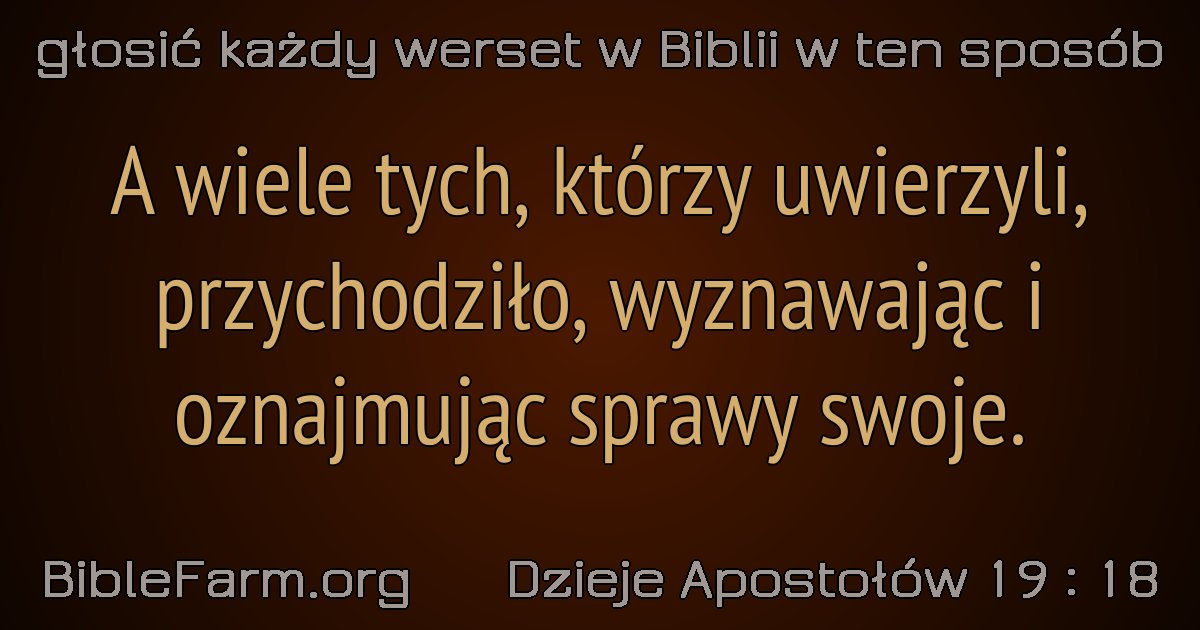 głosić każdy werset w Biblii w ten sposób
A wiele tych, którzy uwierzyli,
przychodziło, wyznawając i
oznajmując sprawy swoje.
BibleFarm.org
Dzieje Apostołów 19 : 18